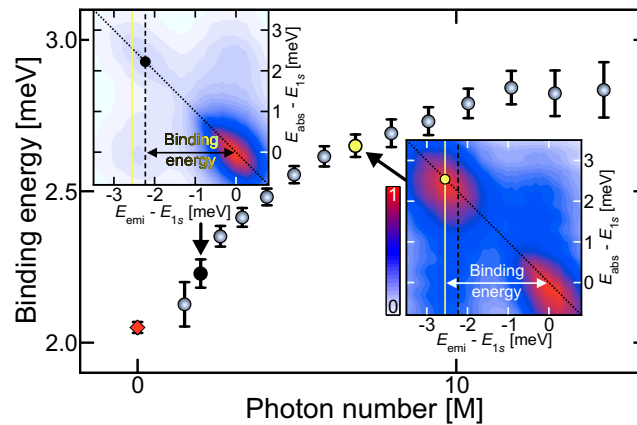 Binding energy [meV]
3.0
2.5
2.0
0
10
Photon number [M]
Binding
energy
-3
-2
-1
0
E_emi - E_1s [meV]
3
2
1
0
E_abs - E_1s [meV]
1
0
Binding
energy
-3
-2
-1
0
E_emi - E_1s [meV]
3
2
1
0
E_abs - E_1s [meV]